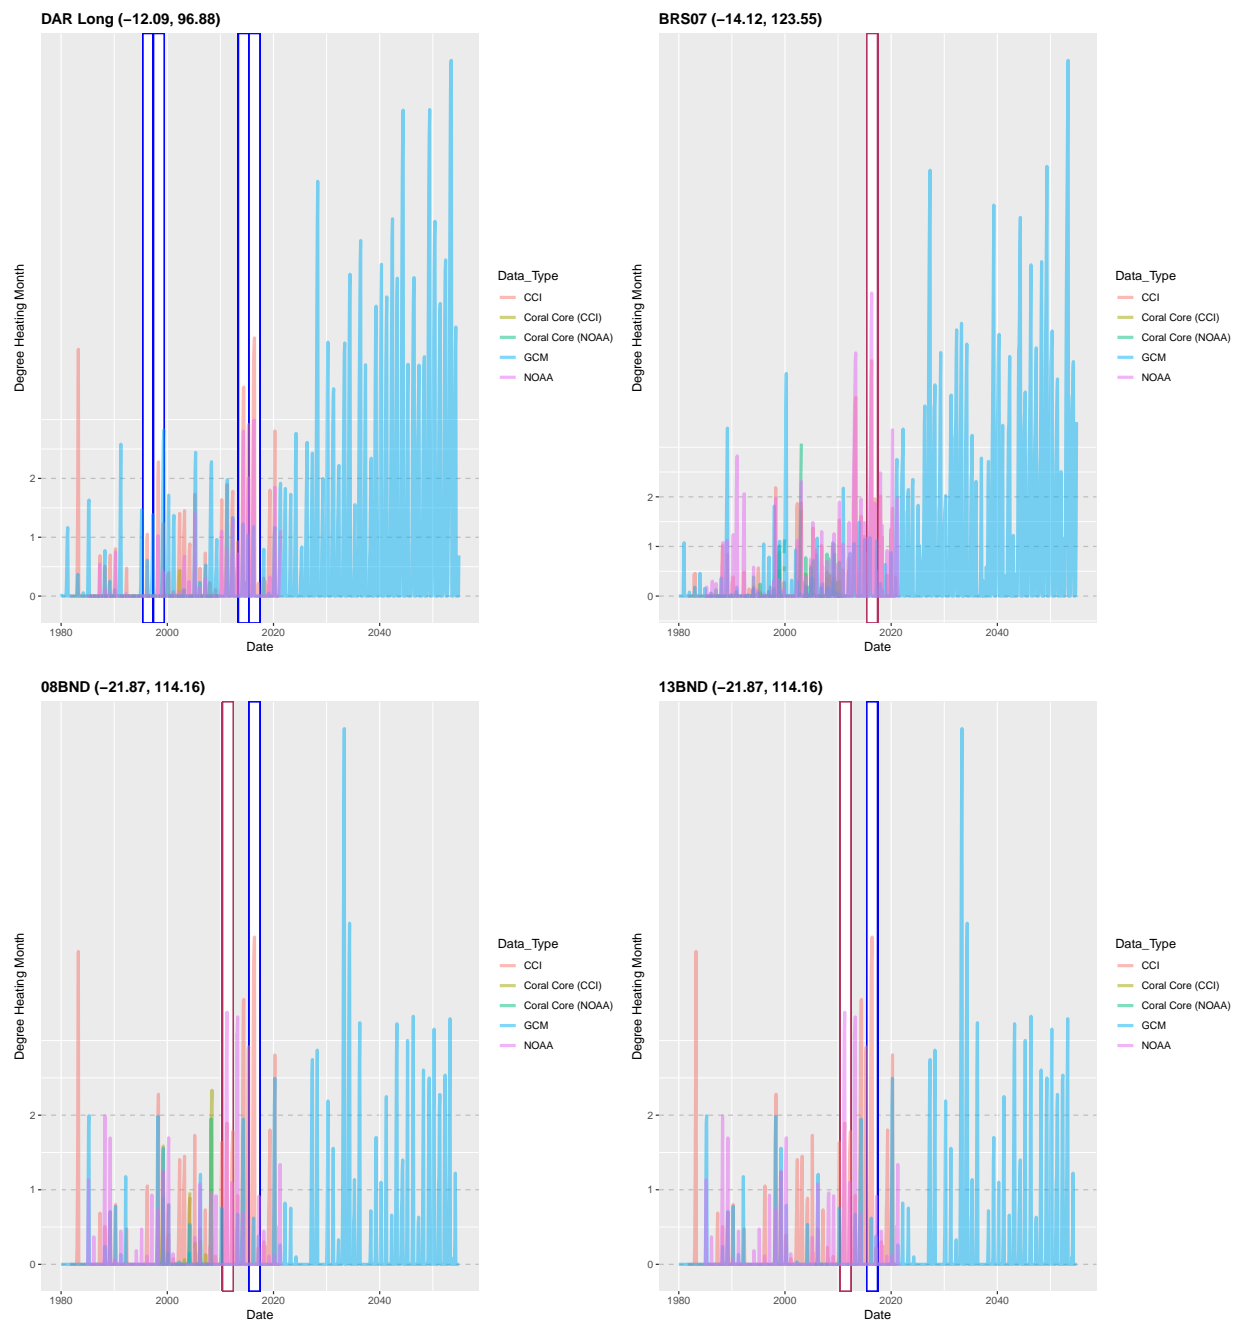 DAR Long (−12.09, 96.88)
Degree Heating Month
2
1
0
1980
2000
2020
2040
Date
Data_Type
CCI
Coral Core (CCI)
Coral Core (NOAA)
GCM
NOAA
BRS07 (−14.12, 123.55)
Degree Heating Month
2
1
0
1980
2000
2020
2040
Date
Data_Type
CCI
Coral Core (CCI)
Coral Core (NOAA)
GCM
NOAA
08BND (−21.87, 114.16)
Degree Heating Month
2
1
0
1980
2000
2020
2040
Date
Data_Type
CCI
Coral Core (CCI)
Coral Core (NOAA)
GCM
NOAA
13BND (−21.87, 114.16)
Degree Heating Month
2
1
0
1980
2000
2020
2040
Date
Data_Type
CCI
Coral Core (CCI)
Coral Core (NOAA)
GCM
NOAA